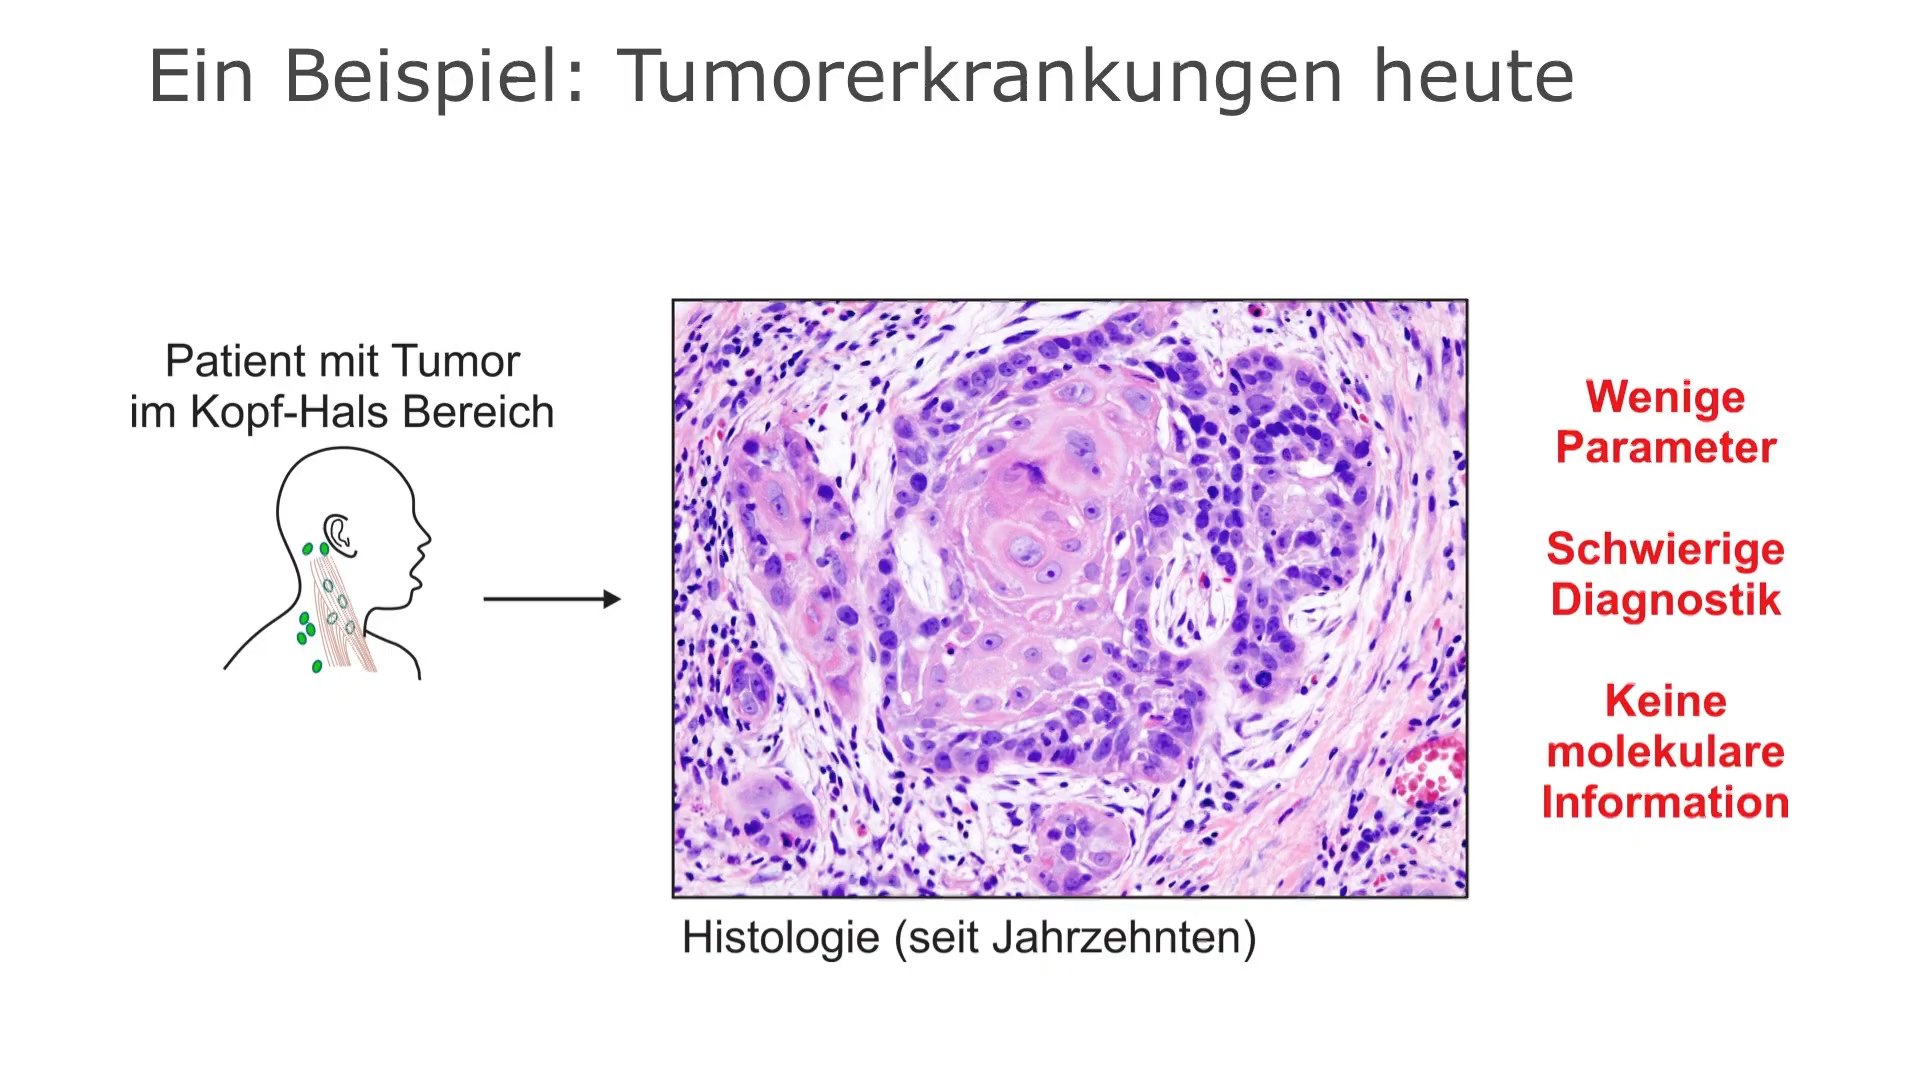 Ein Beispiel: Tumorerkrankungen heute
Patient mit Tumor
im Kopf-Hals Bereich
Histologie (seit Jahrzehnten)
Wenige
Parameter
Schwierige
Diagnostik
Keine
molekulare
Information